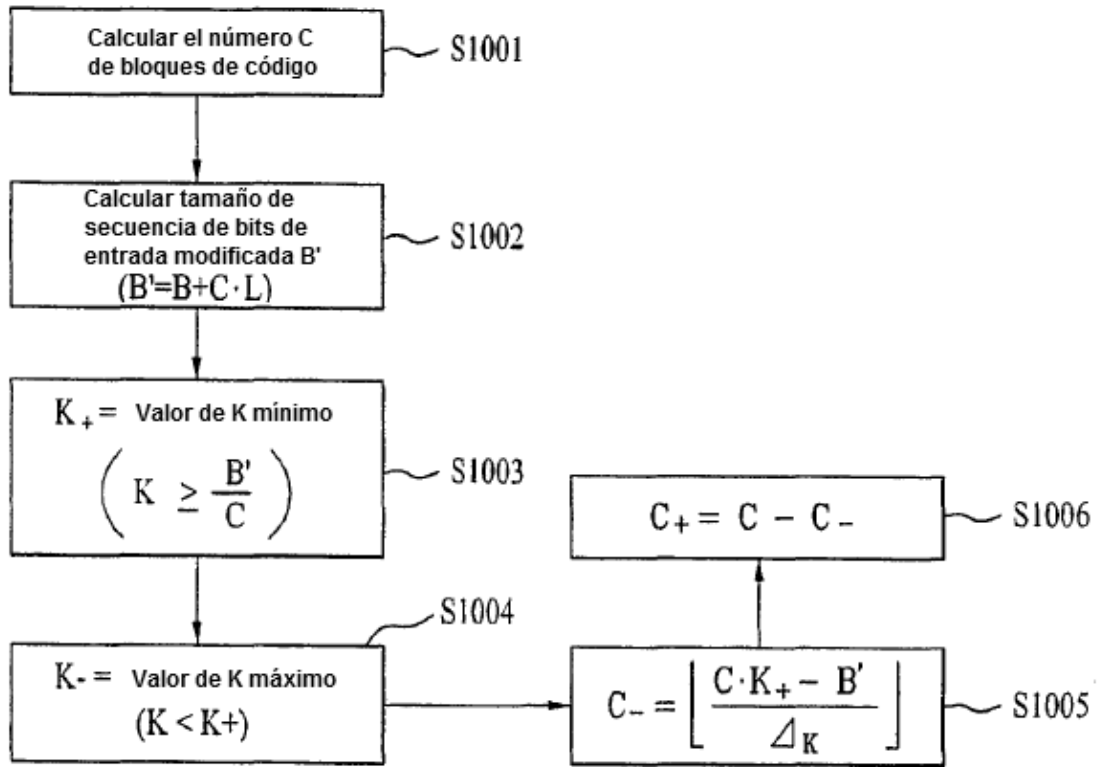 Calcular el número C
de bloques de código
S1001
Calcular tamaño de
secuencia de bits de
entrada modificada B'
(B'=B+C·L)
S1002
K+ = Valor de K mínimo
( K ≥ B'/C )
S1003
K- = Valor de K máximo
(K < K+)
S1004
C- = ⌊ (C·K+ - B') / ΔK ⌋
S1005
C+ = C - C-
S1006